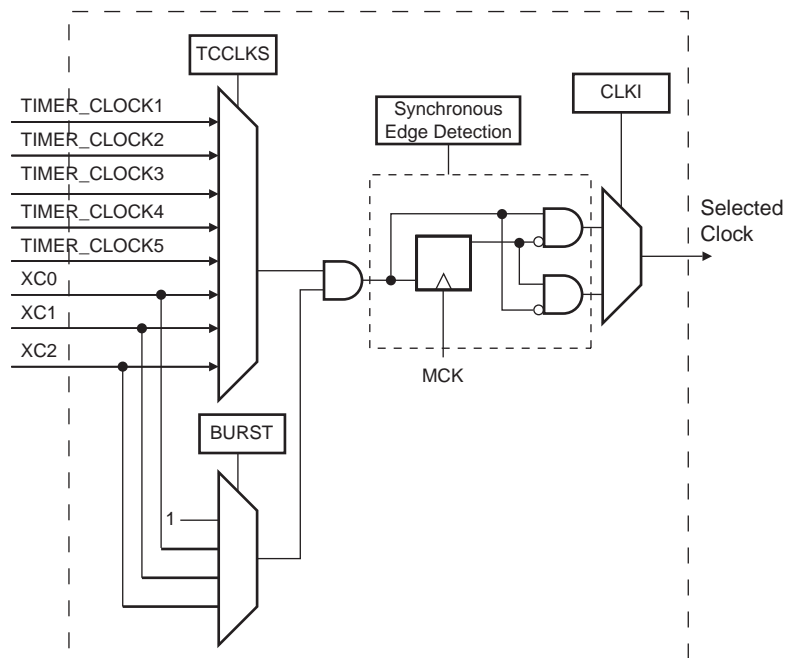 TCCLKS
TIMER_CLOCK1
TIMER_CLOCK2
TIMER_CLOCK3
TIMER_CLOCK4
TIMER_CLOCK5
XC0
XC1
XC2
Synchronous
Edge Detection
CLKI
Selected
Clock
MCK
BURST
1